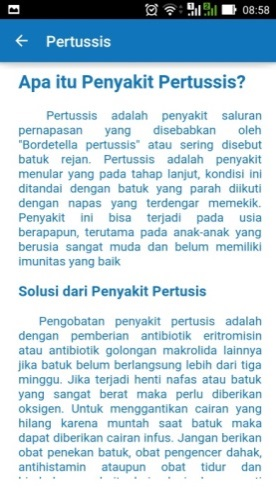 08:58
Pertussis
Apa itu Penyakit Pertussis?
Pertussis adalah penyakit saluran
pernapasan yang disebabkan oleh
"Bordetella pertussis" atau sering disebut
batuk rejan. Pertussis adalah penyakit
menular yang pada tahap lanjut, kondisi ini
ditandai dengan batuk yang parah diikuti
dengan napas yang terdengar memekik.
Penyakit ini bisa terjadi pada usia
berapapun, terutama pada anak-anak yang
berusia sangat muda dan belum memiliki
imunitas yang baik
Solusi dari Penyakit Pertusis
Pengobatan penyakit pertusis adalah
dengan pemberian antibiotik eritromisin
atau antibiotik golongan makrolida lainnya
jika batuk belum berlangsung lebih dari tiga
minggu. Jika terjadi henti nafas atau batuk
yang sangat berat maka perlu diberikan
oksigen. Untuk menggantikan cairan yang
hilang karena muntah saat batuk maka
dapat diberikan cairan infus. Jangan berikan
obat penekan batuk, obat pengencer dahak,
antihistamin ataupun obat tidur dan